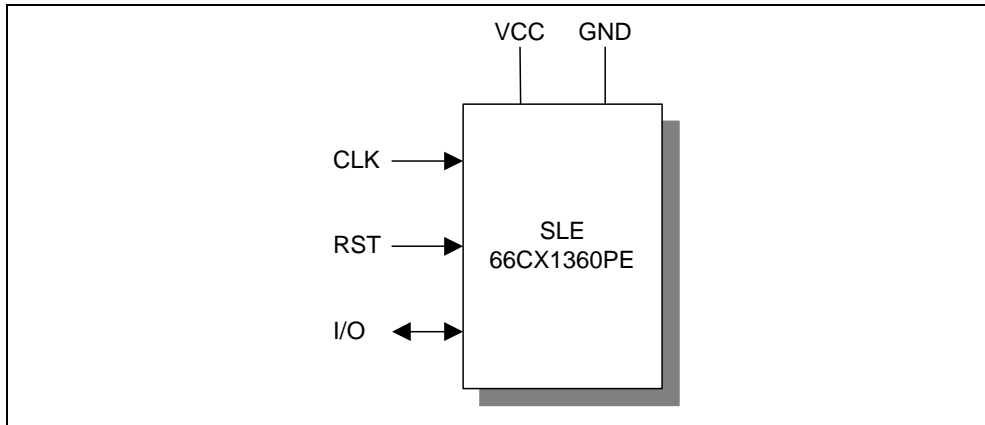 VCC GND
CLK
RST
SLE
66CX1360PE
I/O